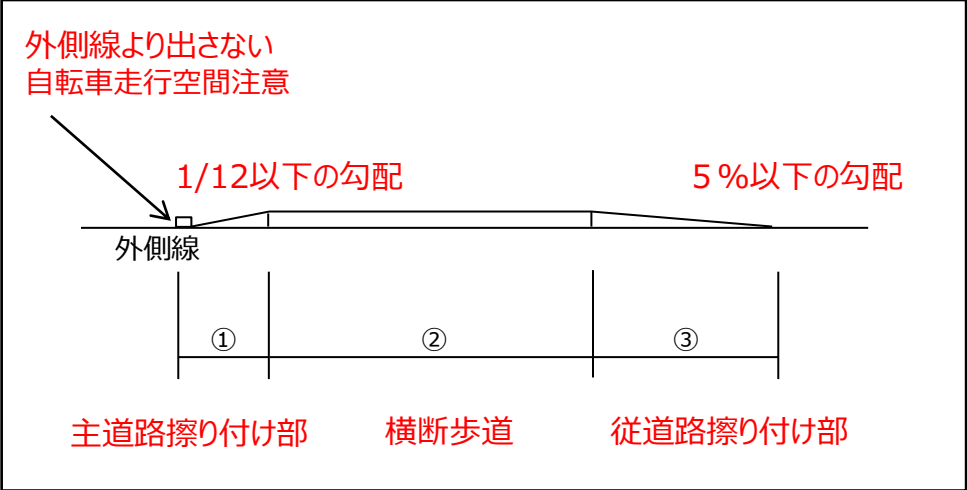 外側線より出さない
自転車走行空間注意
1/12以下の勾配
５%以下の勾配
外側線
①
②
③
主道路擦り付け部
横断歩道
従道路擦り付け部